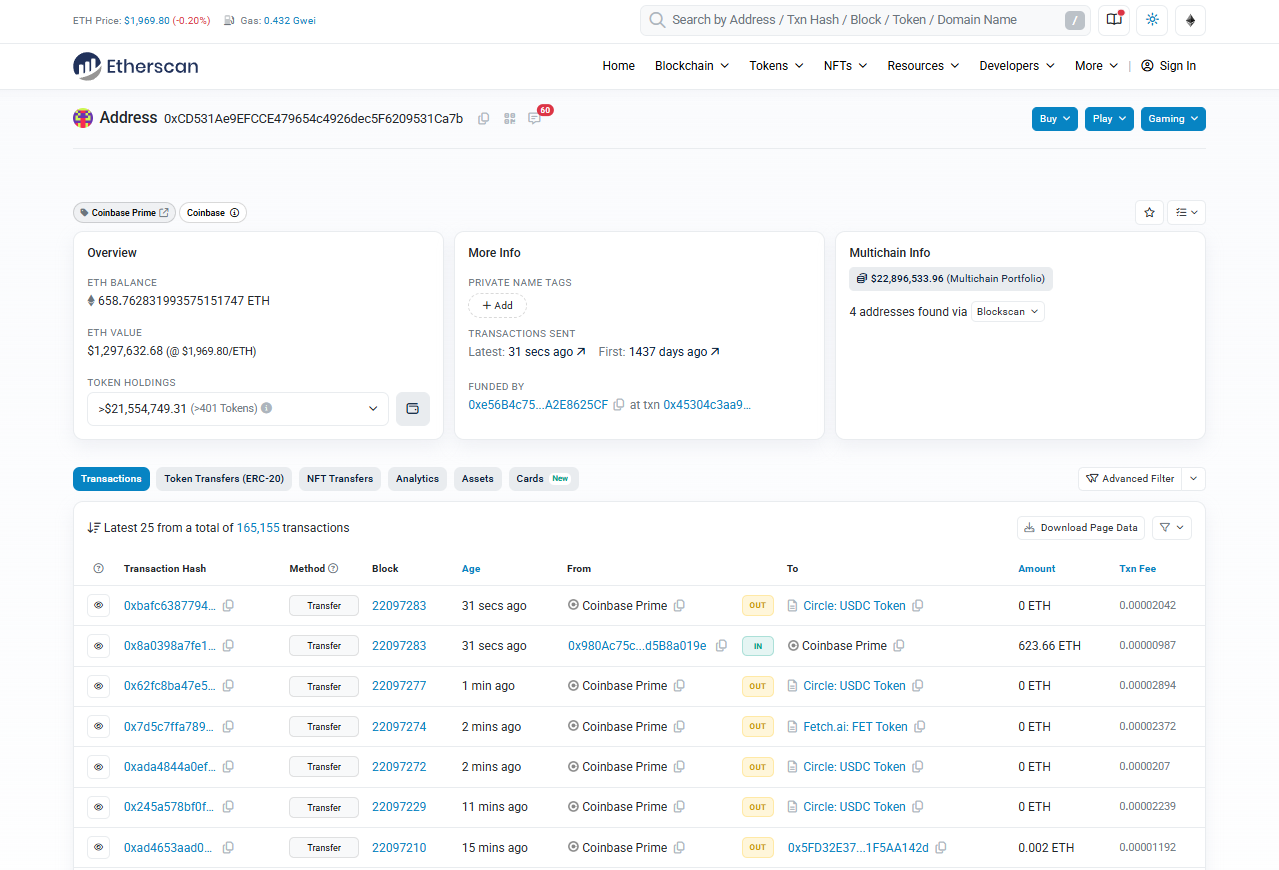 ETH Price: $1,969.80 (-0.20%) Gas: 0.432 Gwei
Search by Address / Txn Hash / Block / Token / Domain Name /
Etherscan Home Blockchain Tokens NFTs Resources Developers More | Sign In
Address 0xCD531Ae9EFCCE479654c4926dec5F6209531Ca7b 60 Buy Play Gaming
Coinbase Prime Coinbase
Overview
ETH BALANCE
658.762831993575151747 ETH
ETH VALUE
$1,297,632.68 (@ $1,969.80/ETH)
TOKEN HOLDINGS
>$21,554,749.31 (>401 Tokens)
More Info
PRIVATE NAME TAGS
+ Add
TRANSACTIONS SENT
Latest: 31 secs ago First: 1437 days ago
FUNDED BY
0xe56B4c75...A2E8625CF at txn 0x45304c3aa9...
Multichain Info
$22,896,533.96 (Multichain Portfolio)
4 addresses found via Blockscan
Transactions Token Transfers (ERC-20) NFT Transfers Analytics Assets Cards New Advanced Filter
Latest 25 from a total of 165,155 transactions Download Page Data
Transaction Hash Method Block Age From To Amount Txn Fee
0xbafc6387794... Transfer 22097283 31 secs ago Coinbase Prime OUT Circle: USDC Token 0 ETH 0.00002042
0x8a0398a7fe1... Transfer 22097283 31 secs ago 0x980Ac75c...d5B8a019e IN Coinbase Prime 623.66 ETH 0.00000987
0x62fc8ba47e5... Transfer 22097277 1 min ago Coinbase Prime OUT Circle: USDC Token 0 ETH 0.00002894
0x7d5c7ffa789... Transfer 22097274 2 mins ago Coinbase Prime OUT Fetch.ai: FET Token 0 ETH 0.00002372
0xada4844a0ef... Transfer 22097272 2 mins ago Coinbase Prime OUT Circle: USDC Token 0 ETH 0.0000207
0x245a578bf0f... Transfer 22097229 11 mins ago Coinbase Prime OUT Circle: USDC Token 0 ETH 0.00002239
0xad4653aad0... Transfer 22097210 15 mins ago Coinbase Prime OUT 0x5FD32E37...1F5AA142d 0.002 ETH 0.00001192